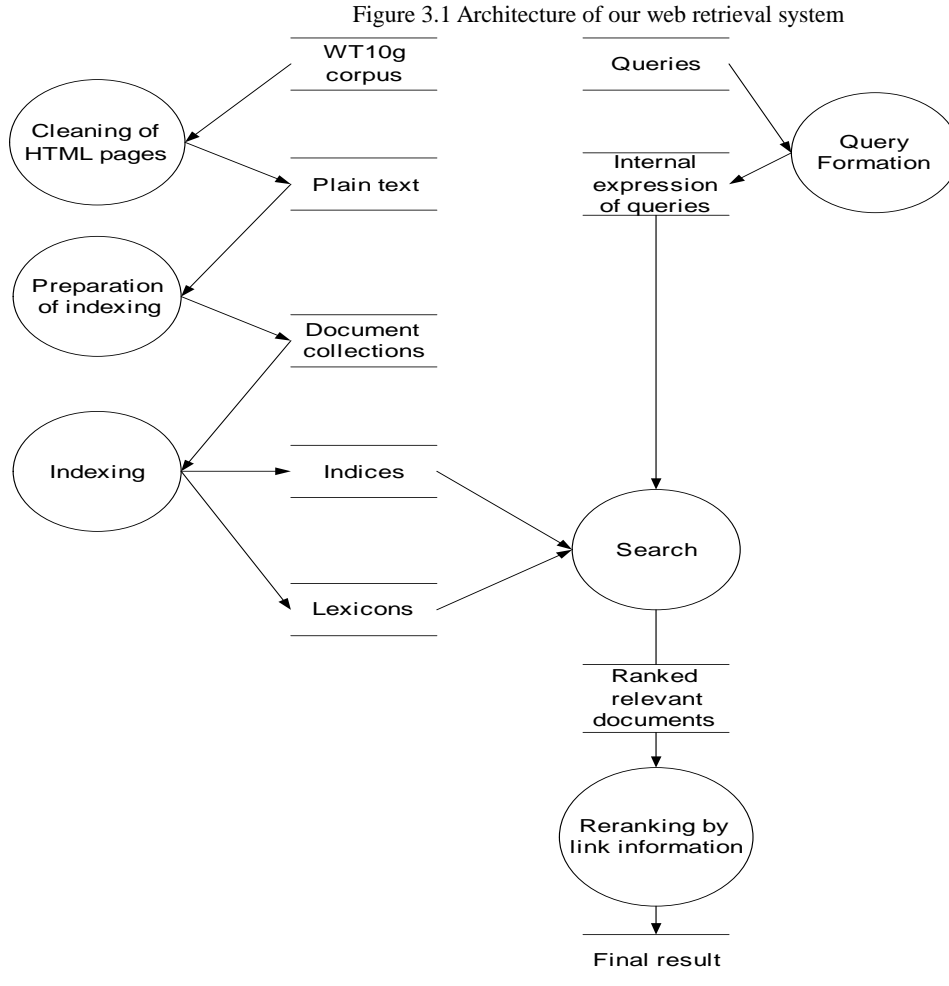 Figure 3.1 Architecture of our web retrieval system
WT10g
corpus
Queries
Cleaning of
HTML pages
Query
Formation
Plain text
Internal
expression
of queries
Preparation
of indexing
Document
collections
Indexing
Indices
Search
Lexicons
Ranked
relevant
documents
Reranking by
link information
Final result